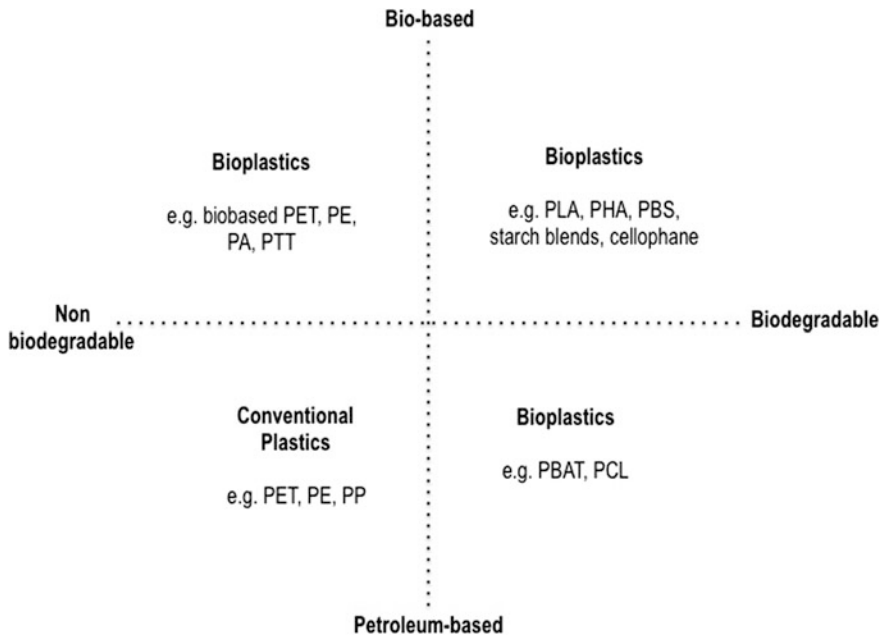 Bio-based
Bioplastics
e.g. biobased PET, PE,
PA, PTT
Bioplastics
e.g. PLA, PHA, PBS,
starch blends, cellophane
Non
biodegradable
Biodegradable
Conventional
Plastics
e.g. PET, PE, PP
Bioplastics
e.g. PBAT, PCL
Petroleum-based